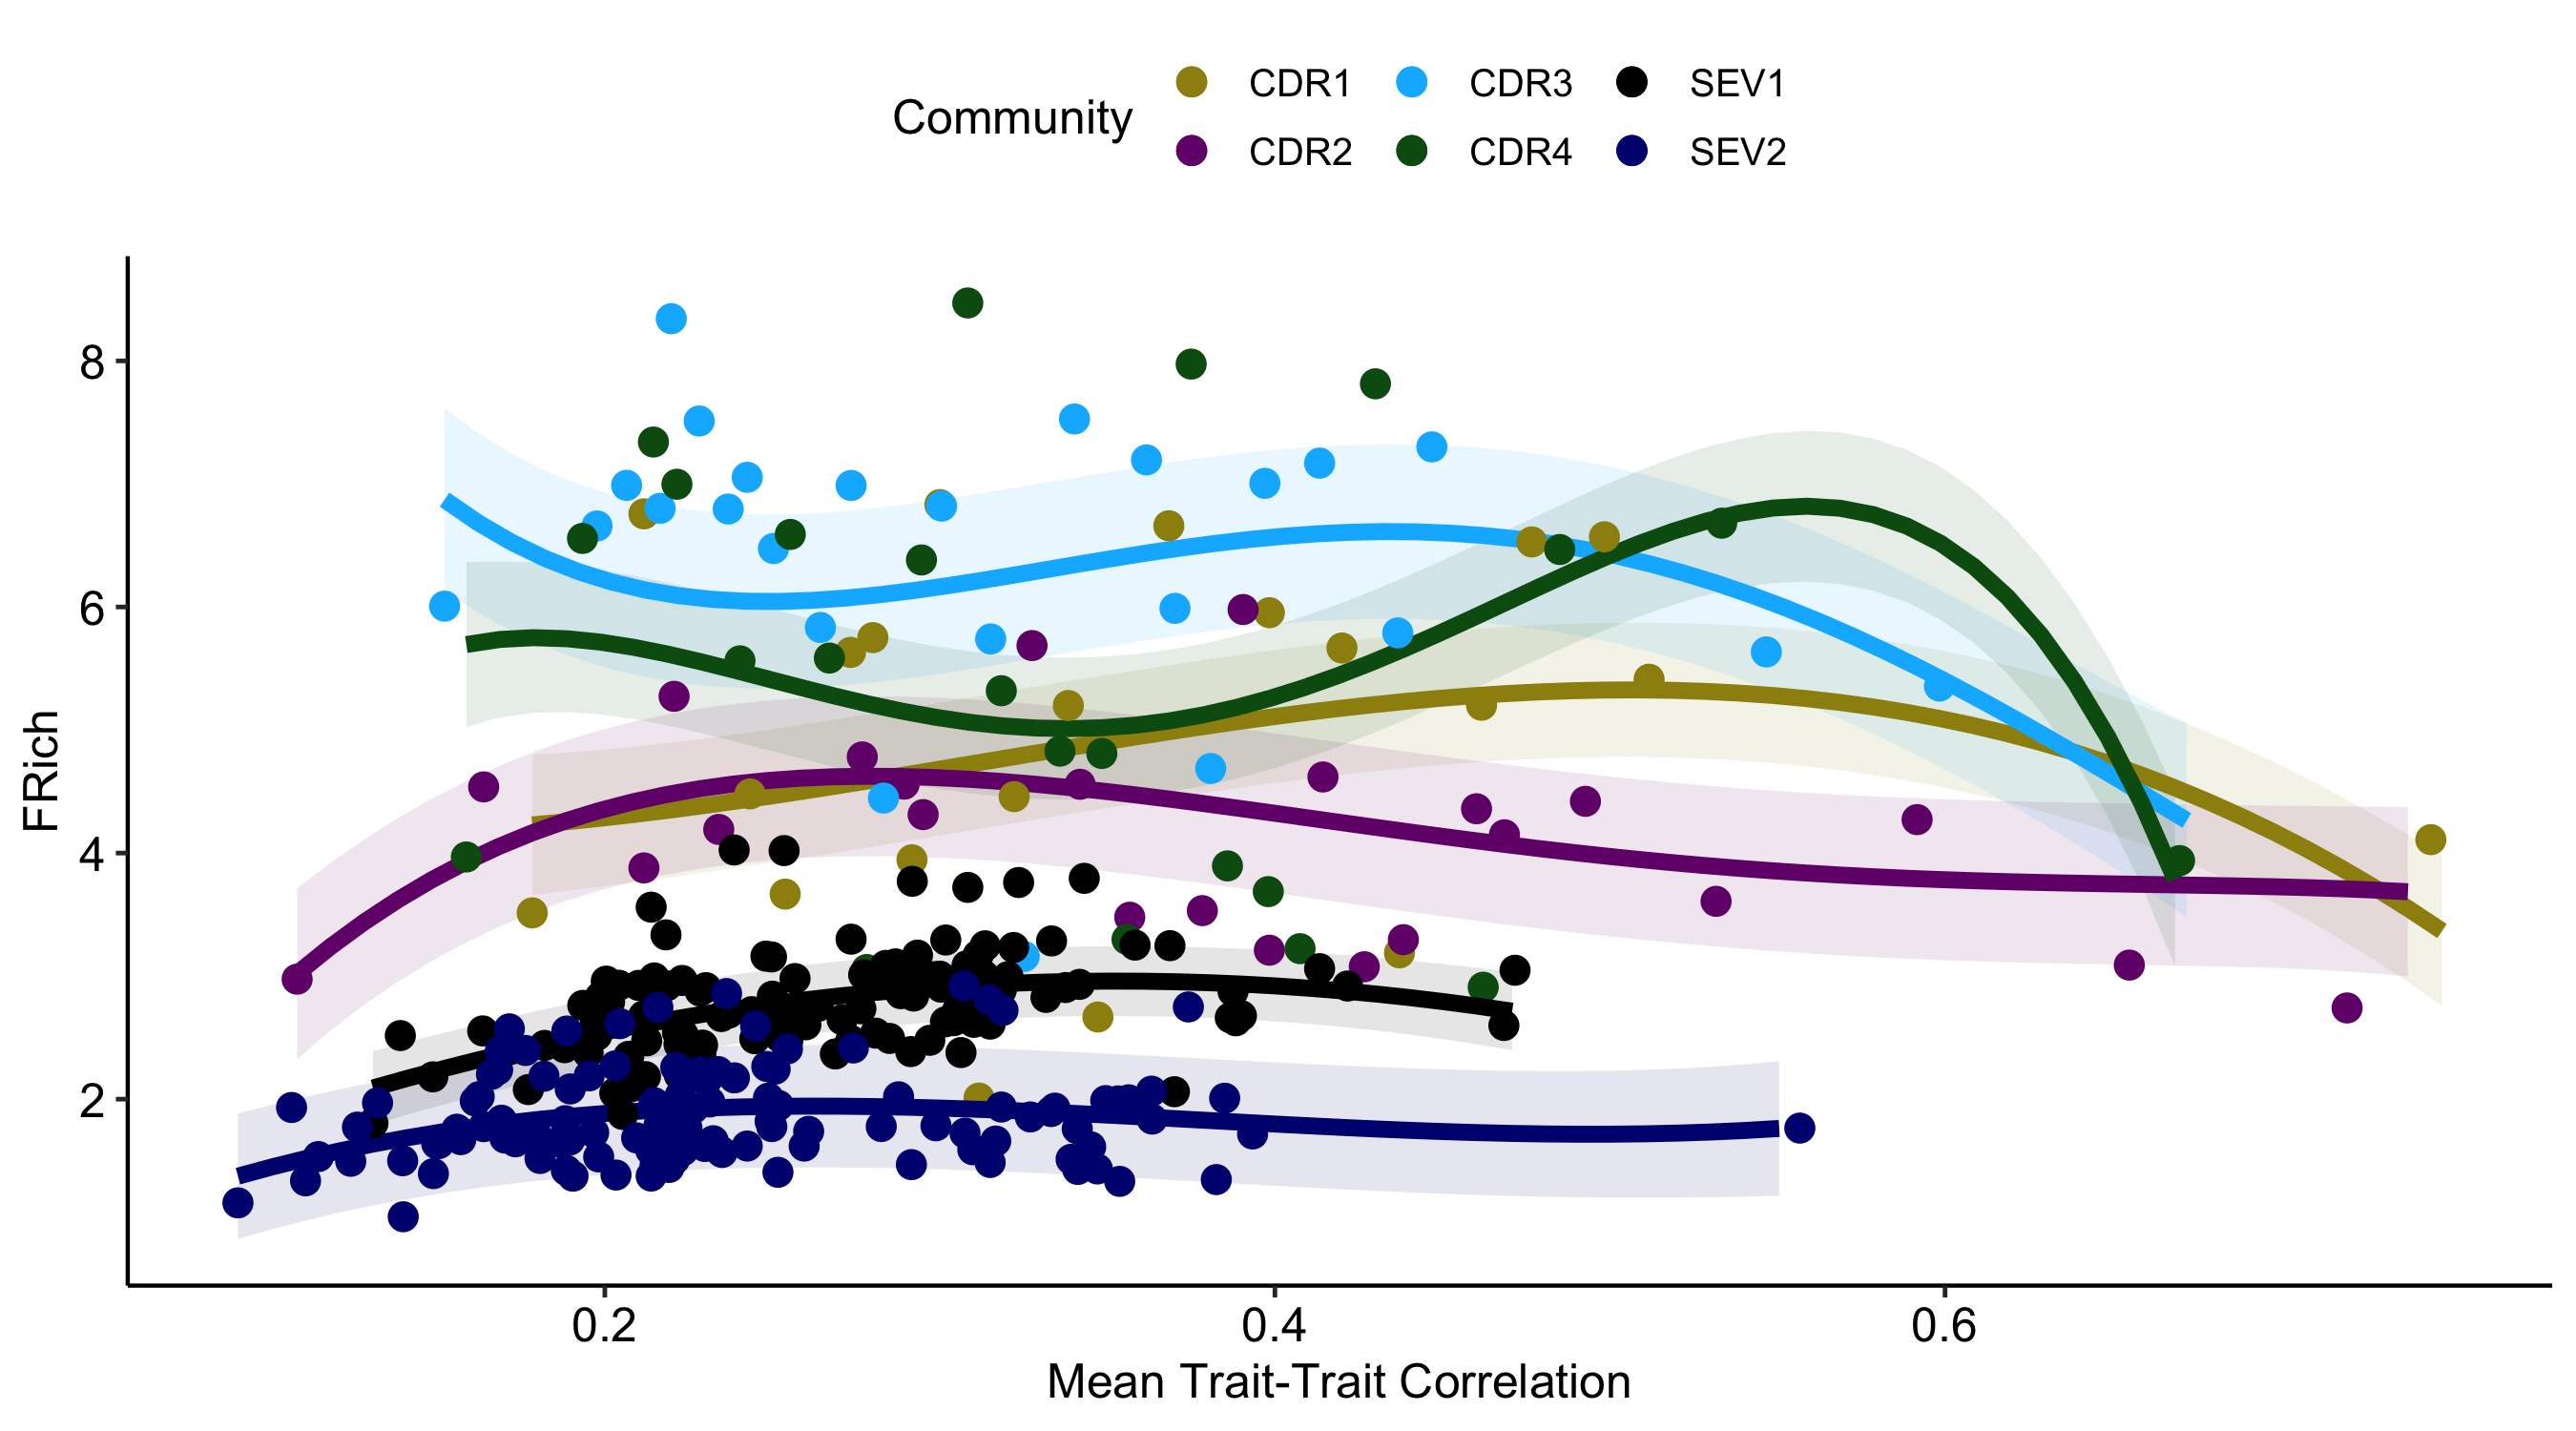 Community
CDR1 CDR3 SEV1
CDR2 CDR4 SEV2
FRich
8
6
4
2
0.2 0.4 0.6
Mean Trait-Trait Correlation